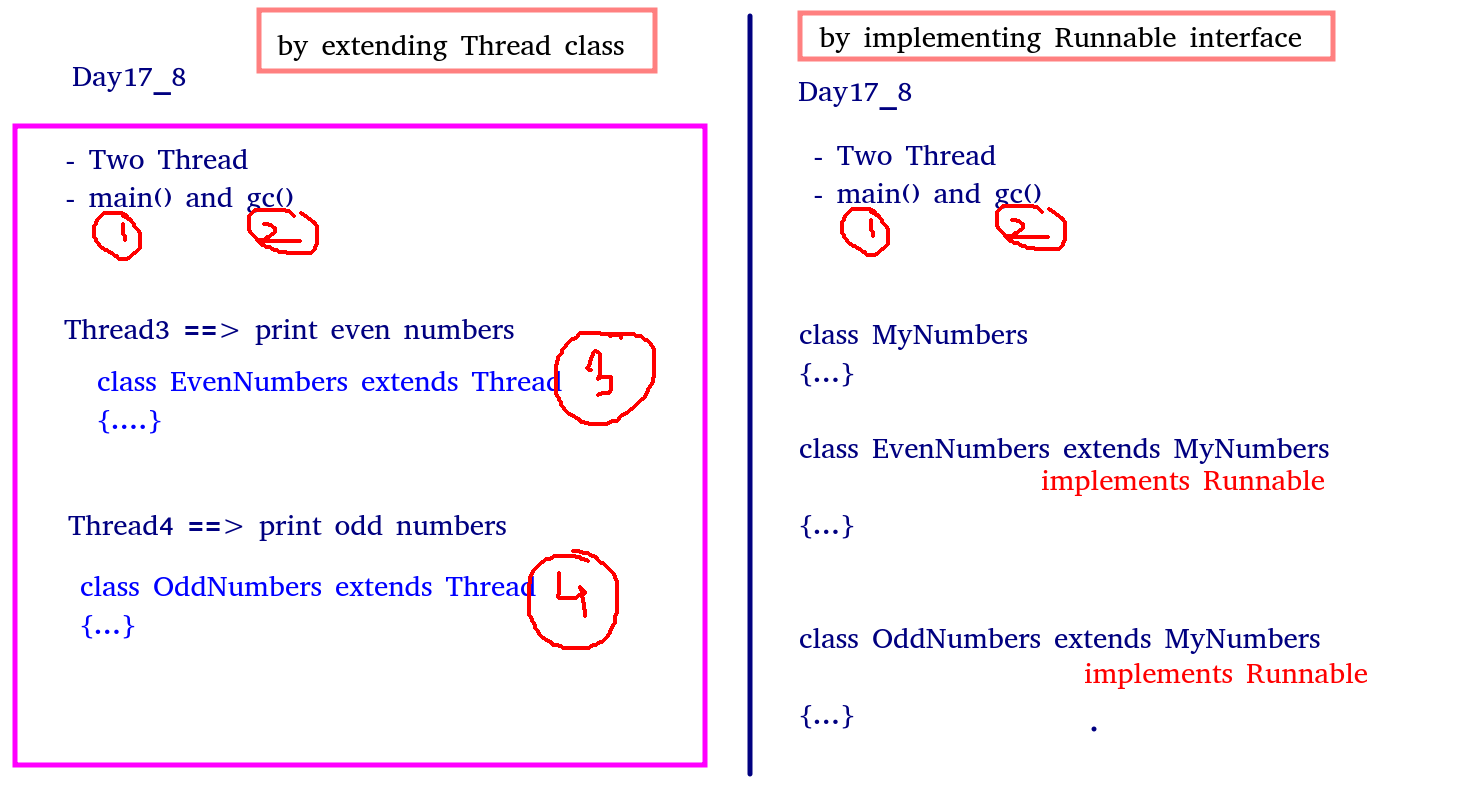 by extending Thread class
Day17_8
- Two Thread
- main() and gc()
1
2
Thread3 ==> print even numbers
class EvenNumbers extends Thread
{....}
3
Thread4 ==> print odd numbers
class OddNumbers extends Thread
{...}
4
by implementing Runnable interface
Day17_8
- Two Thread
- main() and gc()
1
2
class MyNumbers
{...}
class EvenNumbers extends MyNumbers
implements Runnable
{...}
class OddNumbers extends MyNumbers
implements Runnable
{...}
.